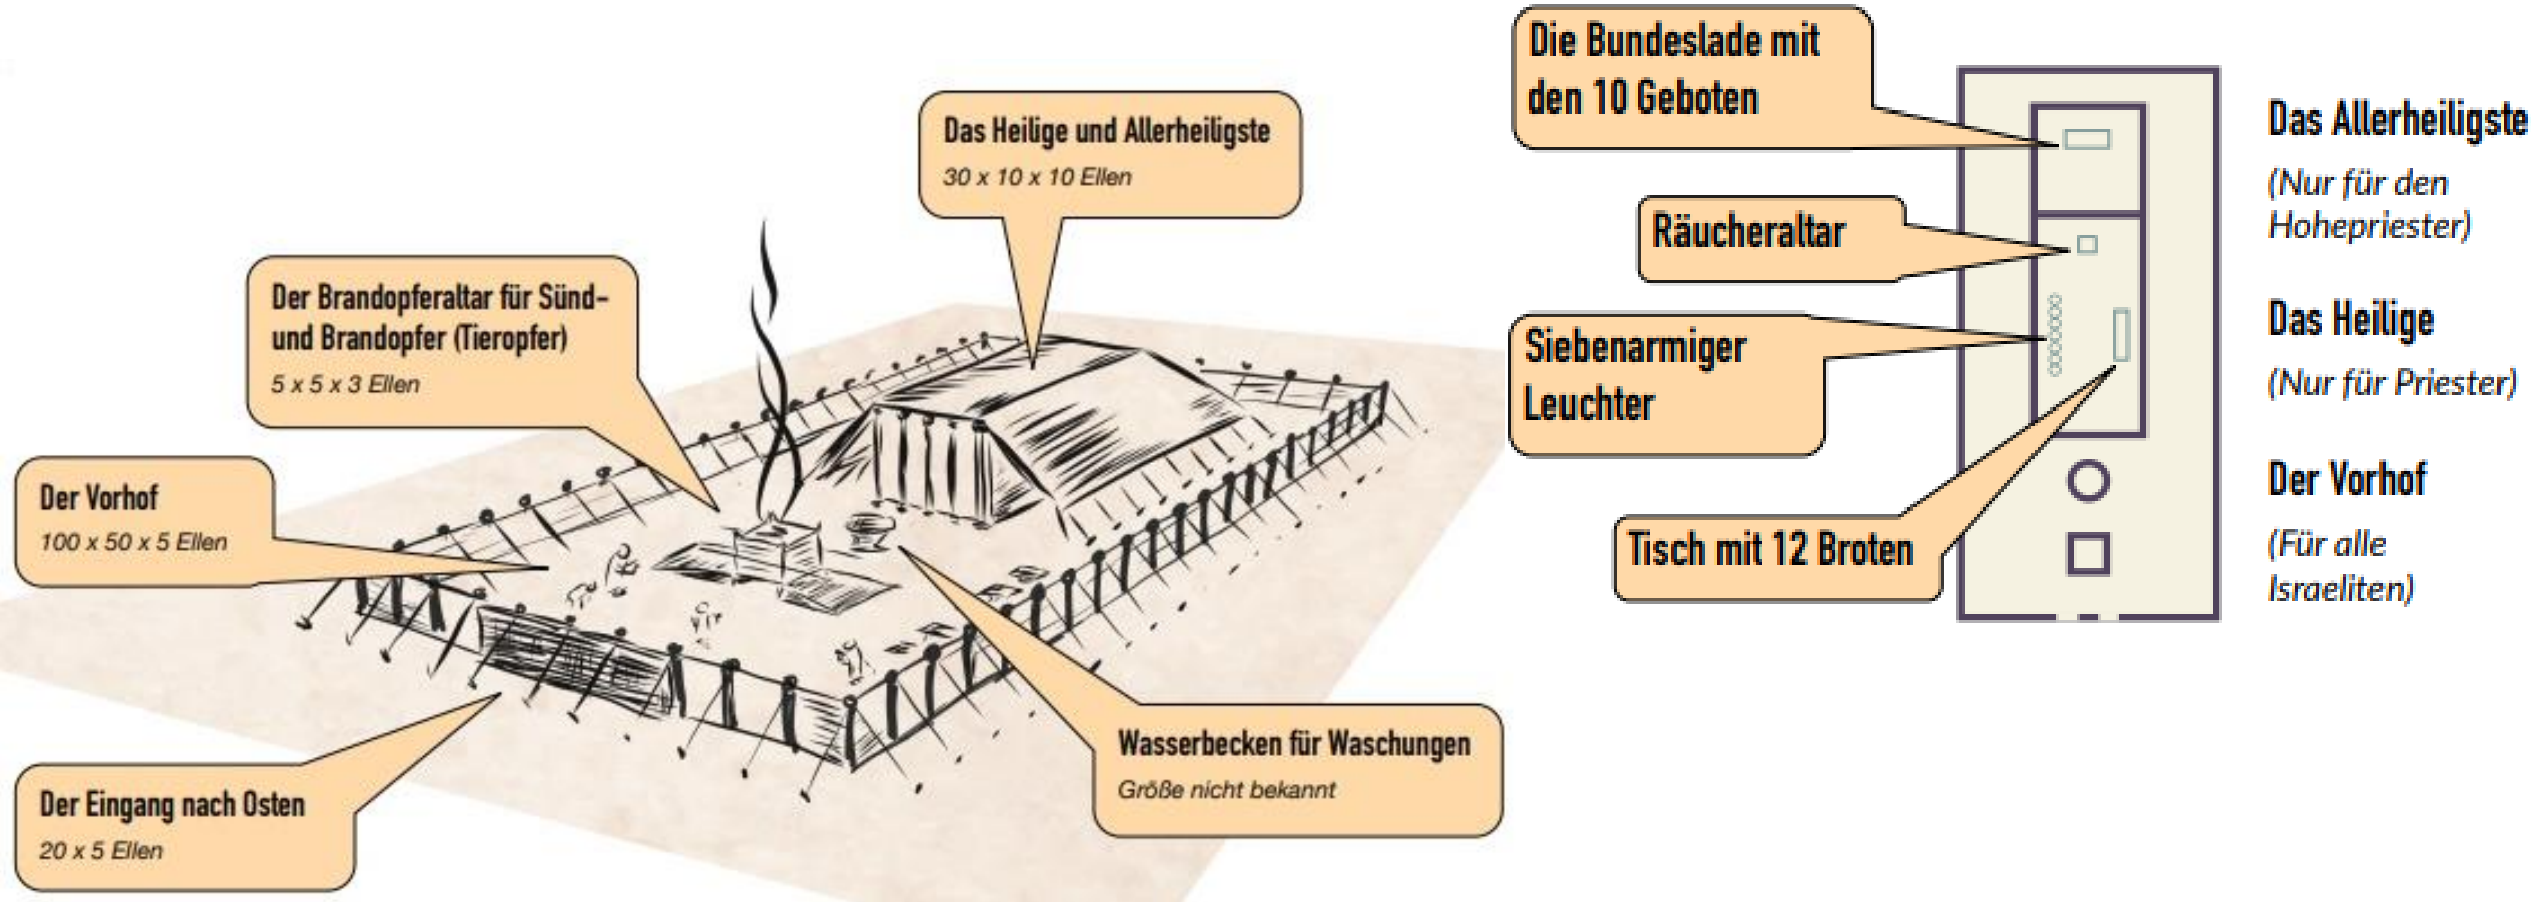 Das Heilige und Allerheiligste
30 x 10 x 10 Ellen
Der Brandopferaltar für Sünd-
und Brandopfer (Tieropfer)
5 x 5 x 3 Ellen
Der Vorhof
100 x 50 x 5 Ellen
Der Eingang nach Osten
20 x 5 Ellen
Wasserbecken für Waschungen
Größe nicht bekannt
Die Bundeslade mit
den 10 Geboten
Räucheraltar
Siebenarmiger
Leuchter
Tisch mit 12 Broten
Das Allerheiligste
(Nur für den
Hohepriester)
Das Heilige
(Nur für Priester)
Der Vorhof
(Für alle
Israeliten)